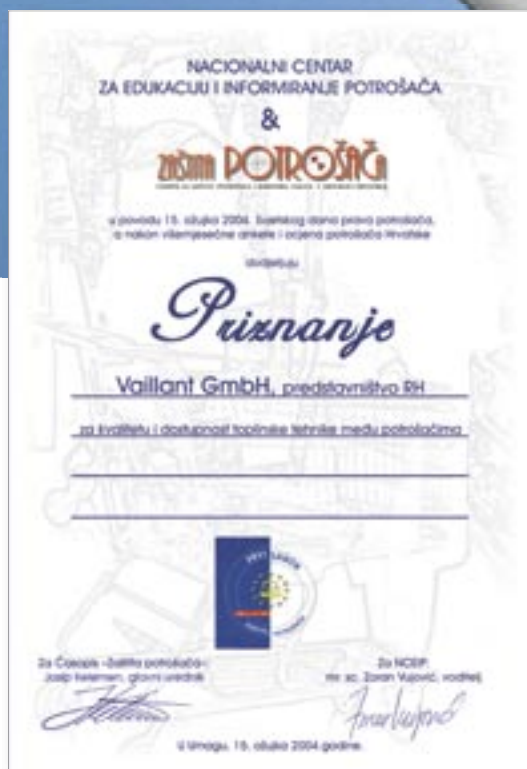 NACIONALNI CENTAR
ZA EDUKACIJU I INFORMIRANJE POTROŠAČA
&
ZAŠTITA POTROŠAČA
u povodu 15. ožujka 2004. Svjetskog dana prava potrošača,
a nakon višemjesečne ankete i ocjena potrošača Hrvatske
dodjeljuju
Priznanje
Vaillant GmbH, predstavništvo RH
za kvalitetu i dostupnost toplinske tehnike među potrošačima
Za Časopis »Zaštita potrošača«
Josip Kelemen, glavni urednik
Za NCEIP
mr. sc. Zoran Vujović, voditelj
U Umagu, 15. ožujka 2004. godine.